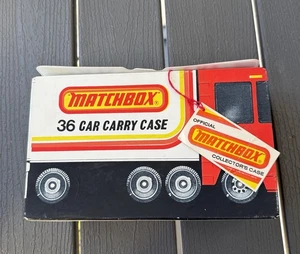 MATCHBOX
36 CAR CARRY CASE
OFFICIAL
MATCHBOX
COLLECTOR'S CASE